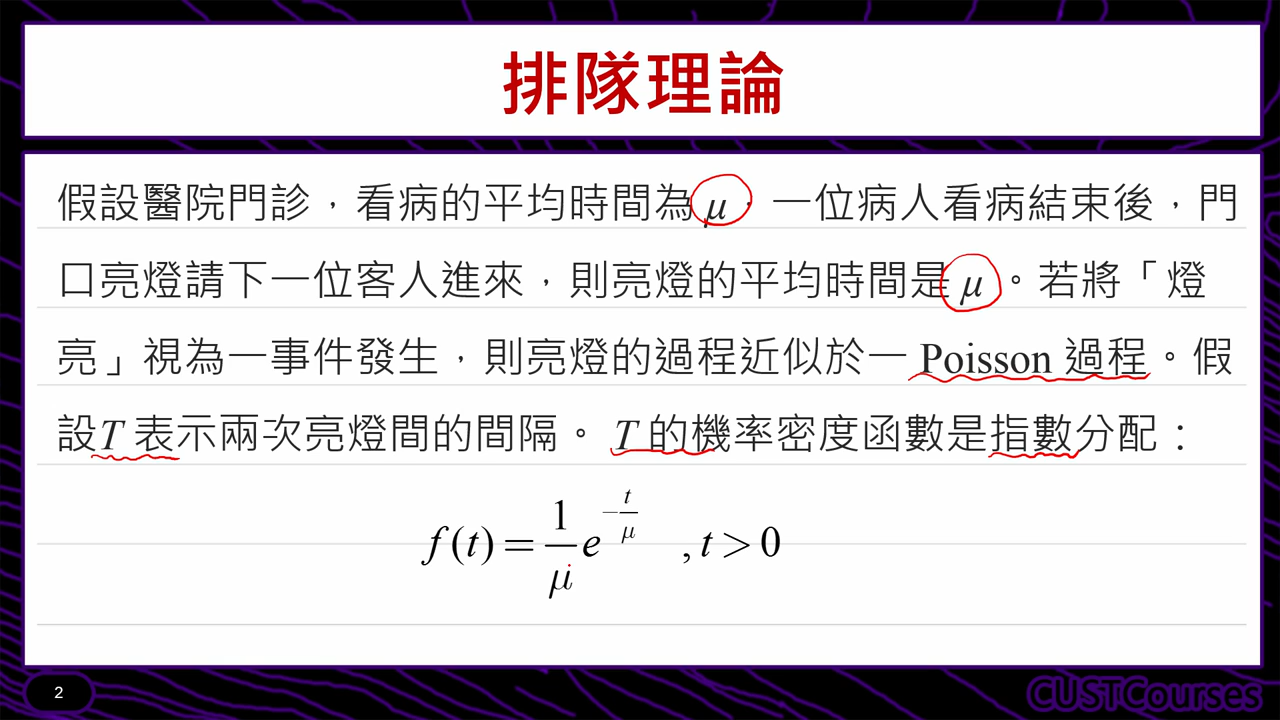 排隊理論
假設醫院門診，看病的平均時間為 μ，一位病人看病結束後，門
口亮燈請下一位客人進來，則亮燈的平均時間是 μ 。若將「燈
亮」視為一事件發生，則亮燈的過程近似於一 Poisson 過程。假
設T 表示兩次亮燈間的間隔。 T 的機率密度函數是指數分配：
f(t) = \frac{1}{μ} e^{-\frac{t}{μ}} , t > 0
2
CUSTCourses